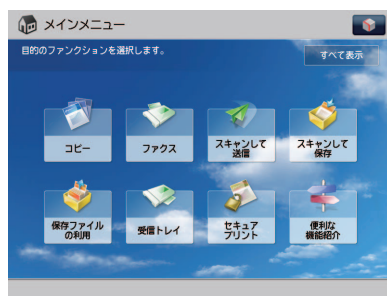 メインメニュー
目的のファンクションを選択します。
すべて表示
コピー
ファクス
スキャンして
送信
スキャンして
保存
保存ファイル
の利用
受信トレイ
セキュア
プリント
便利な
機能紹介